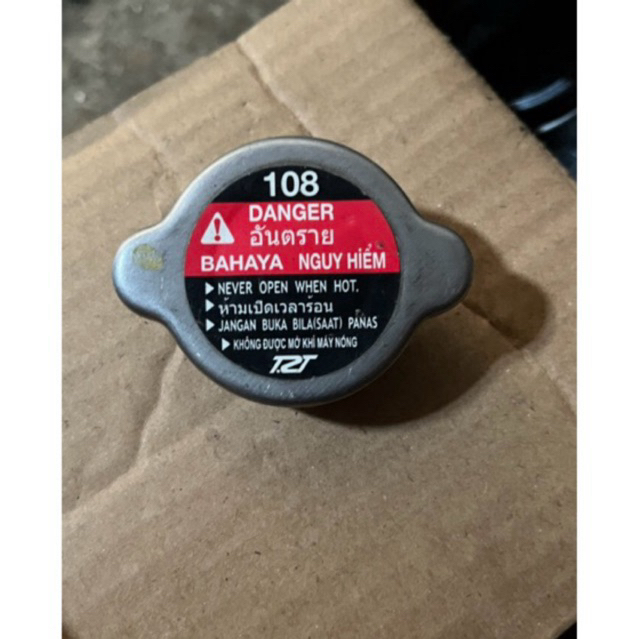 108
DANGER
อันตราย
BAHAYA NGUY HIỂM
NEVER OPEN WHEN HOT.
ห้ามเปิดเวลาร้อน
JANGAN BUKA BILA(SAAT) PANAS
KHÔNG ĐƯỢC MỞ KHI MÁY NÓNG
T.RT